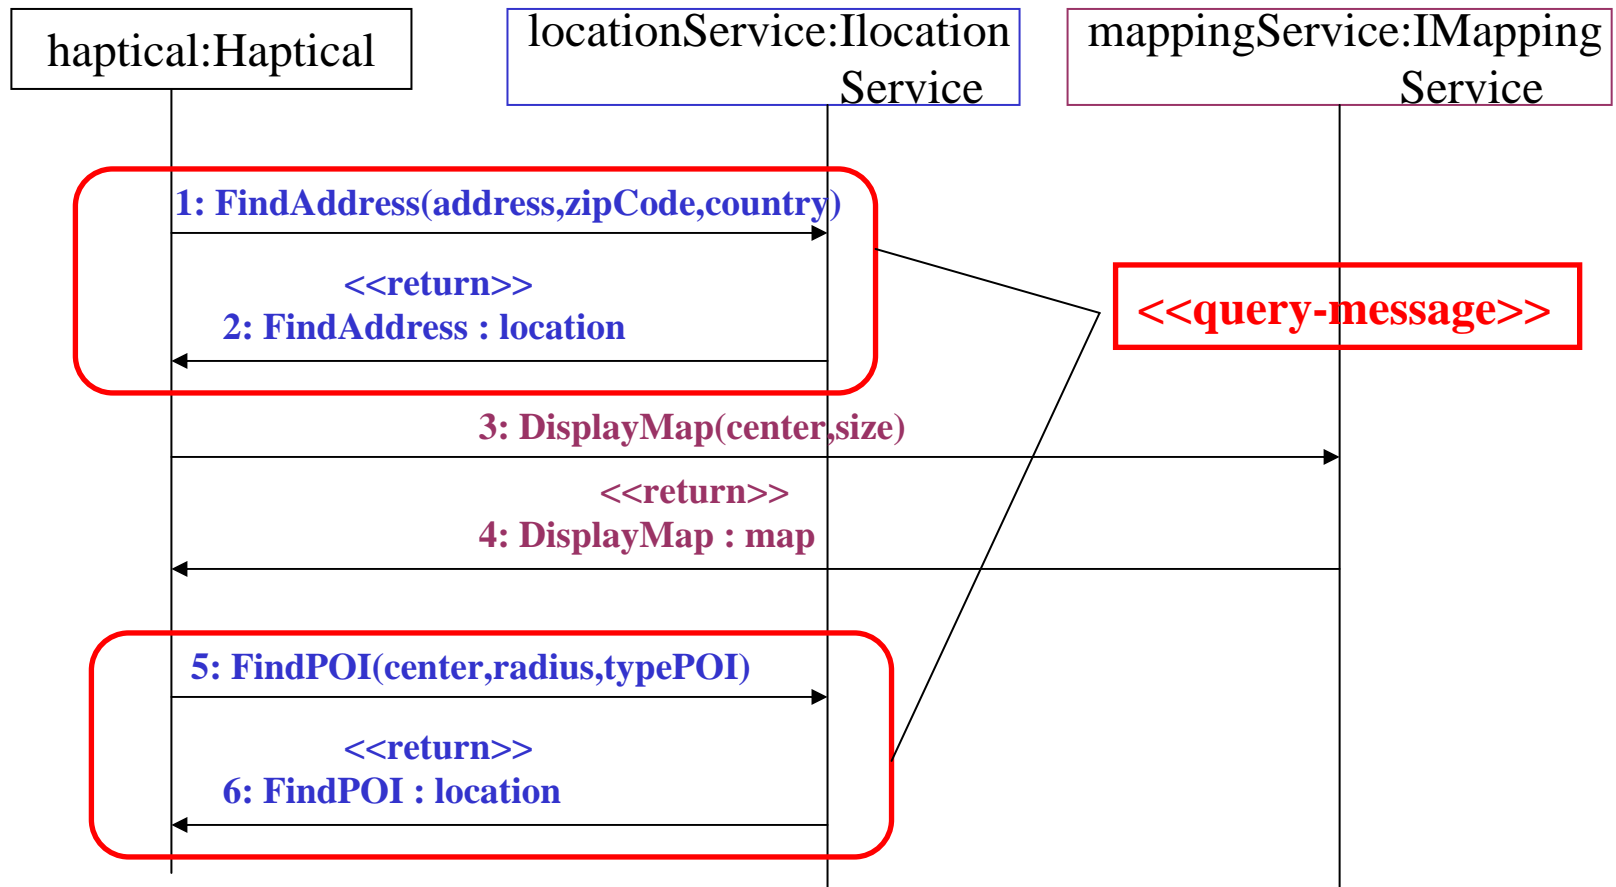 haptical:Haptical
locationService:Ilocation
Service
mappingService:IMapping
Service
1: FindAddress(address,zipCode,country)
<<return>>
2: FindAddress : location
<<query-message>>
3: DisplayMap(center,size)
<<return>>
4: DisplayMap : map
5: FindPOI(center,radius,typePOI)
<<return>>
6: FindPOI : location